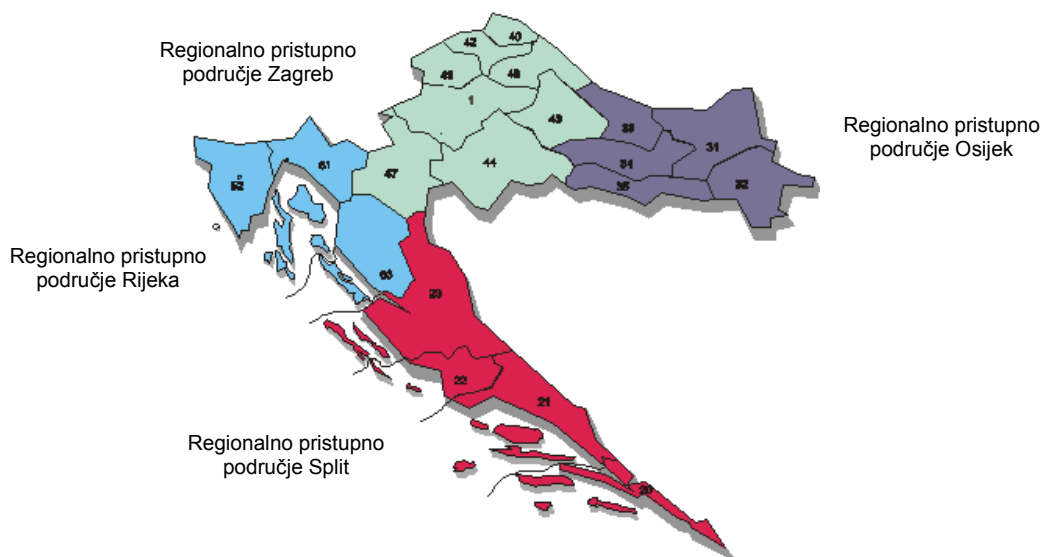 Regionalno pristupno
područje Zagreb
42
40
49
48
1
43
33
31
Regionalno pristupno
područje Osijek
44
34
35
32
47
51
52
Regionalno pristupno
područje Rijeka
53
23
22
21
Regionalno pristupno
područje Split
20